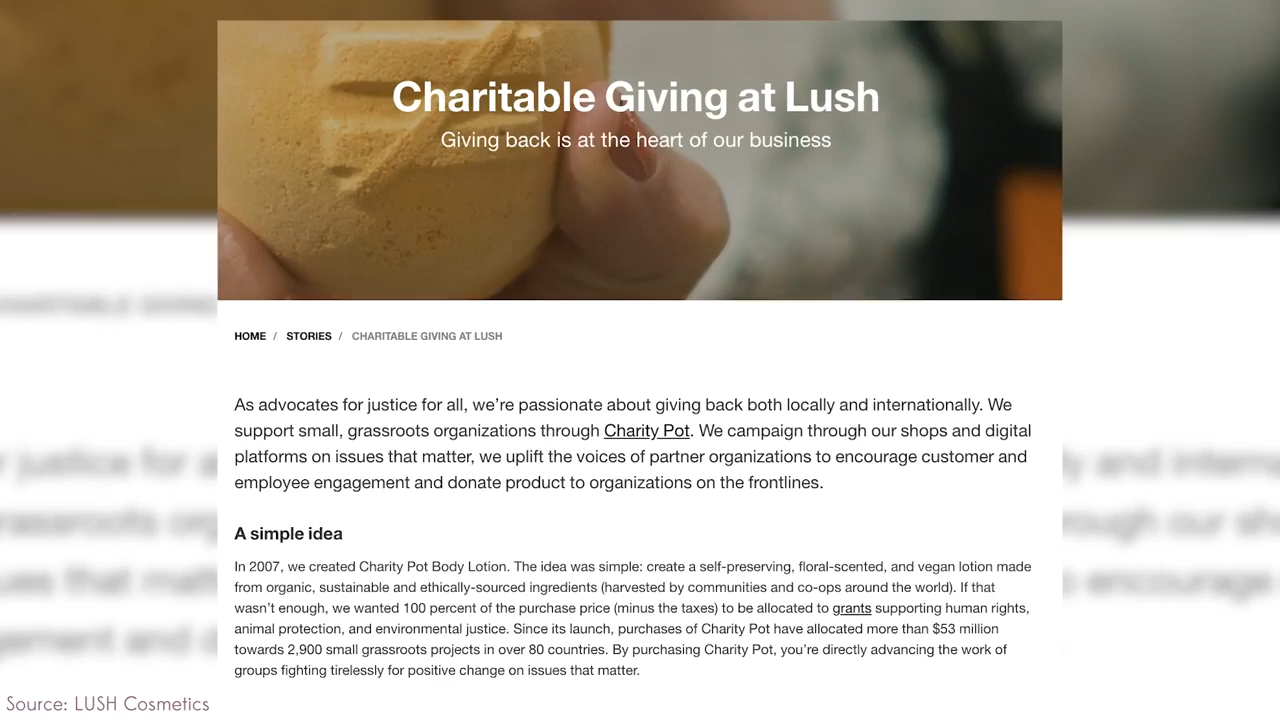 Charitable Giving at Lush
Giving back is at the heart of our business
HOME / STORIES / CHARITABLE GIVING AT LUSH
As advocates for justice for all, we’re passionate about giving back both locally and internationally. We
support small, grassroots organizations through Charity Pot. We campaign through our shops and digital
platforms on issues that matter, we uplift the voices of partner organizations to encourage customer and
employee engagement and donate product to organizations on the frontlines.
A simple idea
In 2007, we created Charity Pot Body Lotion. The idea was simple: create a self-preserving, floral-scented, and vegan lotion made
from organic, sustainable and ethically-sourced ingredients (harvested by communities and co-ops around the world). If that
wasn’t enough, we wanted 100 percent of the purchase price (minus the taxes) to be allocated to grants supporting human rights,
animal protection, and environmental justice. Since its launch, purchases of Charity Pot have allocated more than $53 million
towards 2,900 small grassroots projects in over 80 countries. By purchasing Charity Pot, you’re directly advancing the work of
groups fighting tirelessly for positive change on issues that matter.
Source: LUSH Cosmetics